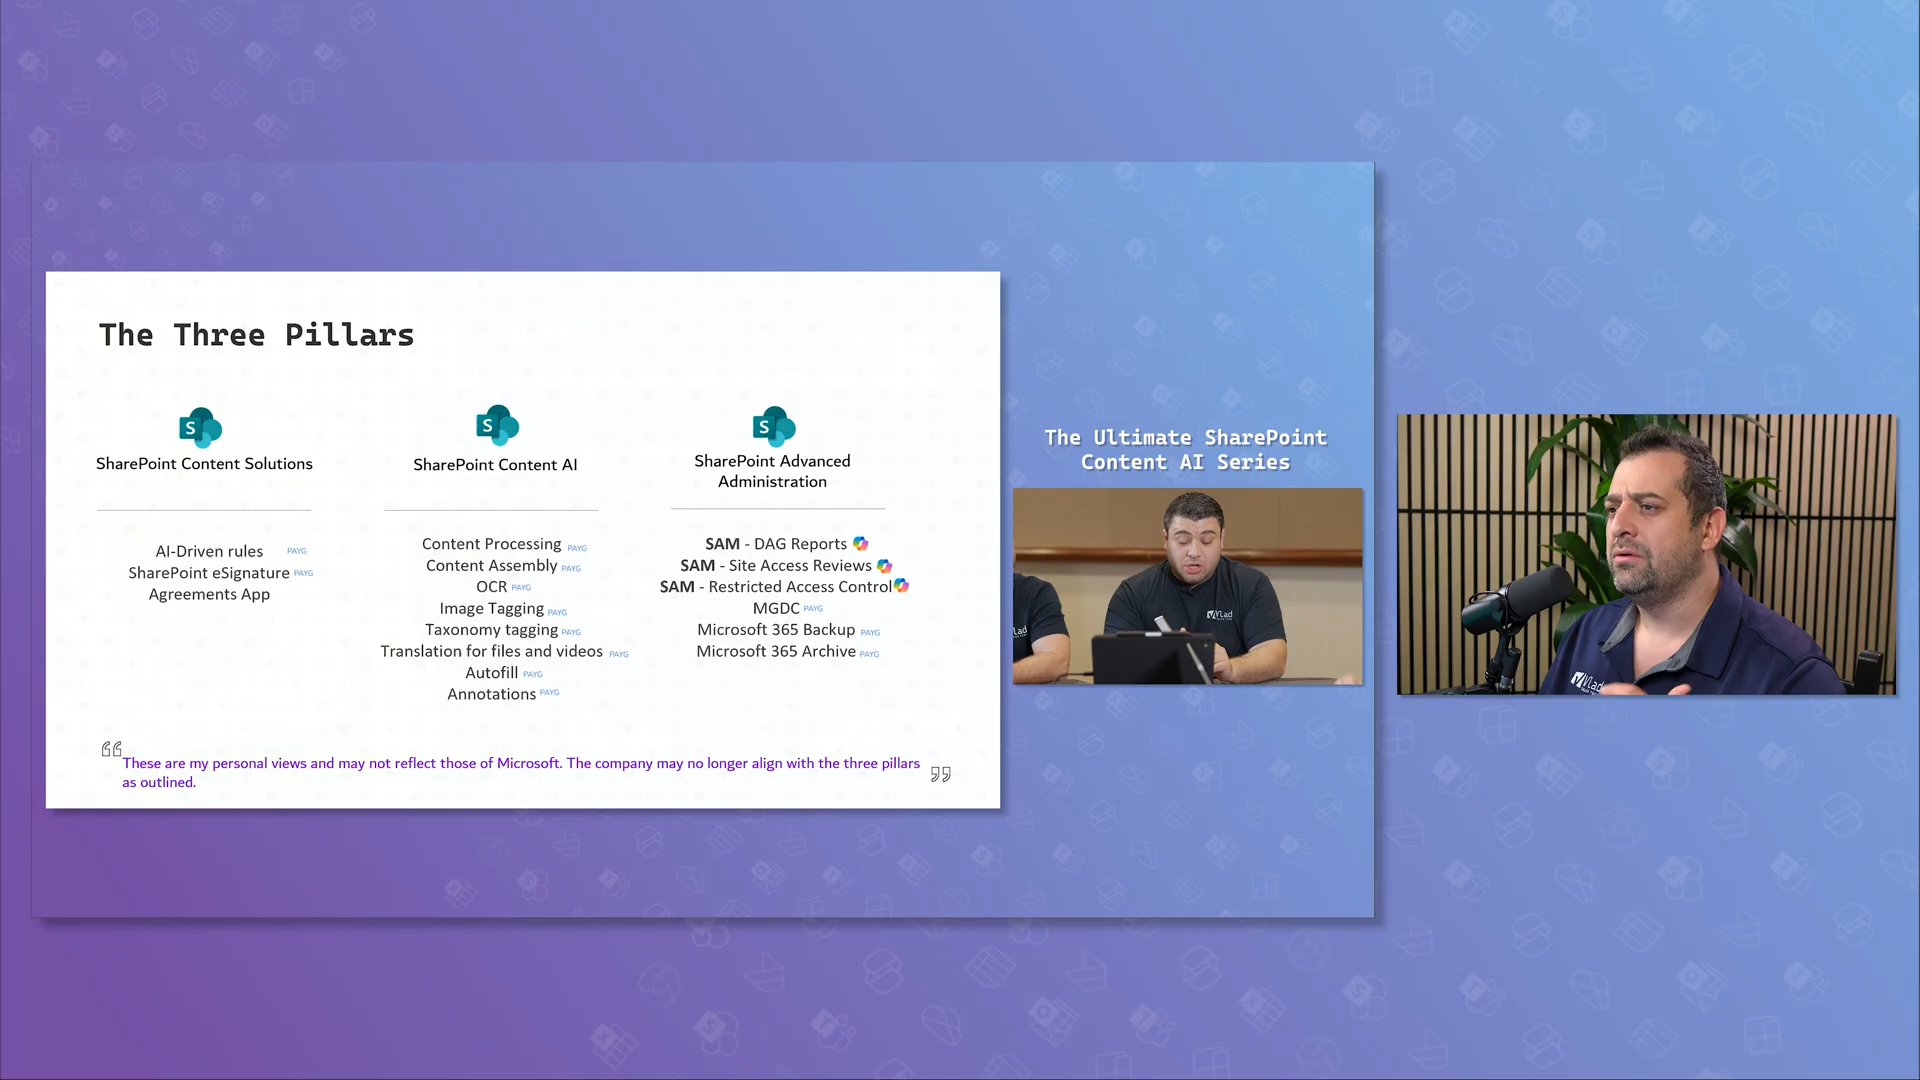 The Three Pillars
SharePoint Content Solutions
AI-Driven rules PAYG
SharePoint eSignature PAYG
Agreements App
SharePoint Content AI
Content Processing PAYG
Content Assembly PAYG
OCR PAYG
Image Tagging PAYG
Taxonomy tagging PAYG
Translation for files and videos PAYG
Autofill PAYG
Annotations PAYG
SharePoint Advanced
Administration
SAM - DAG Reports
SAM - Site Access Reviews
SAM - Restricted Access Control
MGDC PAYG
Microsoft 365 Backup PAYG
Microsoft 365 Archive PAYG
“These are my personal views and may not reflect those of Microsoft. The company may no longer align with the three pillars
as outlined.”
The Ultimate SharePoint
Content AI Series
Vlad
Vlad